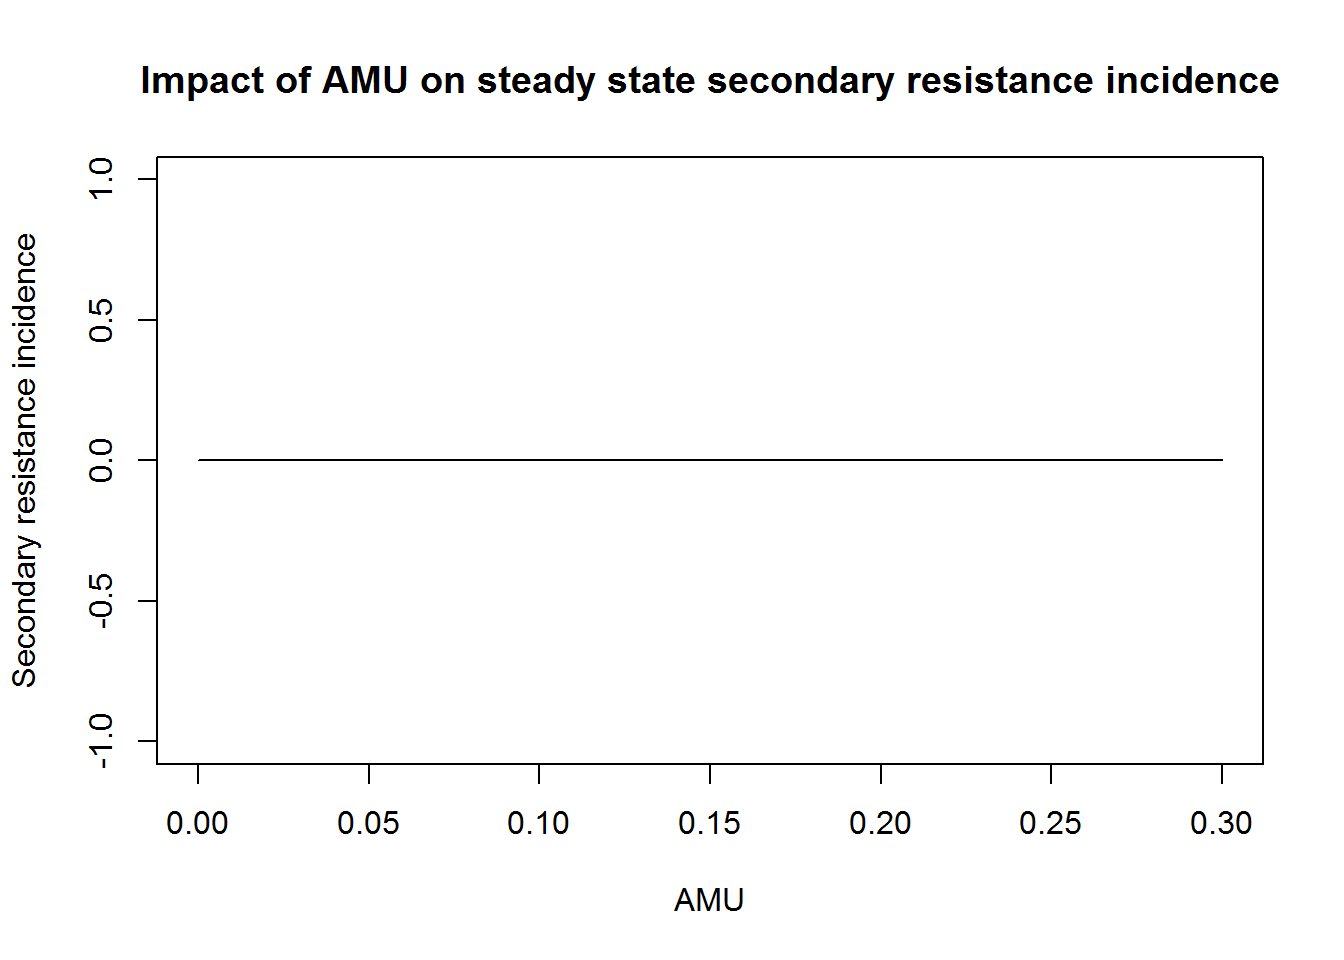 Impact of AMU on steady state secondary resistance incidence
Secondary resistance incidence
1.0
0.5
0.0
-0.5
-1.0
0.00 0.05 0.10 0.15 0.20 0.25 0.30
AMU